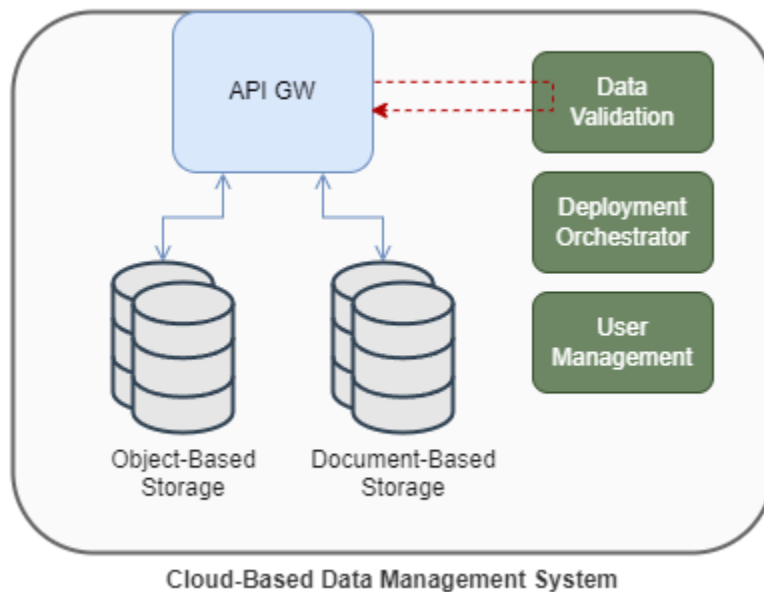 API GW
Data
Validation
Deployment
Orchestrator
User
Management
Object-Based
Storage
Document-Based
Storage
Cloud-Based Data Management System